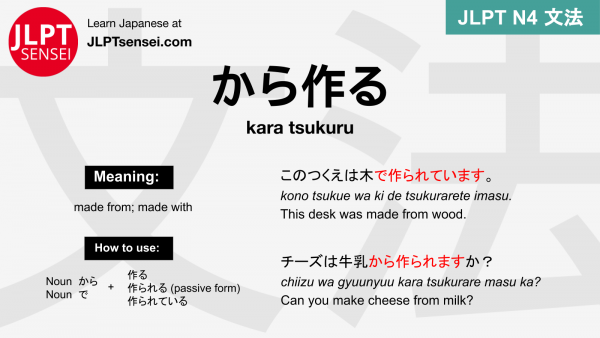 JLPT
SENSEI
Learn Japanese at
JLPTsensei.com
JLPT N4 文法
から作る
kara tsukuru
Meaning:
made from; made with
How to use:
Noun から
Noun で
+
作る
作られる (passive form)
作られている
このつくえは木で作られています。
kono tsukue wa ki de tsukurarete imasu.
This desk was made from wood.
チーズは牛乳から作られますか？
chiizu wa gyuunyuu kara tsukurare masu ka?
Can you make cheese from milk?
文法